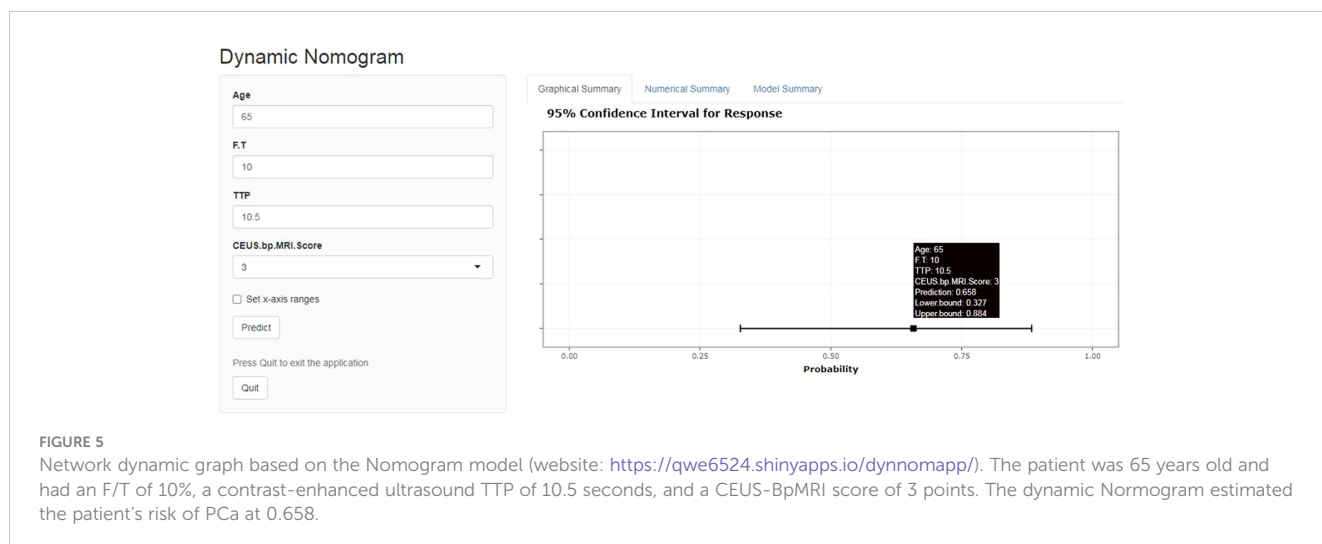 Dynamic Nomogram
Age
65
F.T
10
TTP
10.5
CEUS.bp.MRI.Score
3
Set x-axis ranges
Predict
Press Quit to exit the application
Quit
Graphical Summary Numerical Summary Model Summary
95% Confidence Interval for Response
Age: 65
F.T: 10
TTP: 10.5
CEUS.bp.MRI.Score: 3
Prediction: 0.658
Lower.bound: 0.327
Upper.bound: 0.884
0.00 0.25 0.50 0.75 1.00
Probability
FIGURE 5
Network dynamic graph based on the Nomogram model (website: https://qwe6524.shinyapps.io/dynnomapp/). The patient was 65 years old and
had an F/T of 10%, a contrast-enhanced ultrasound TTP of 10.5 seconds, and a CEUS-BpMRI score of 3 points. The dynamic Normogram estimated
the patient's risk of PCa at 0.658.